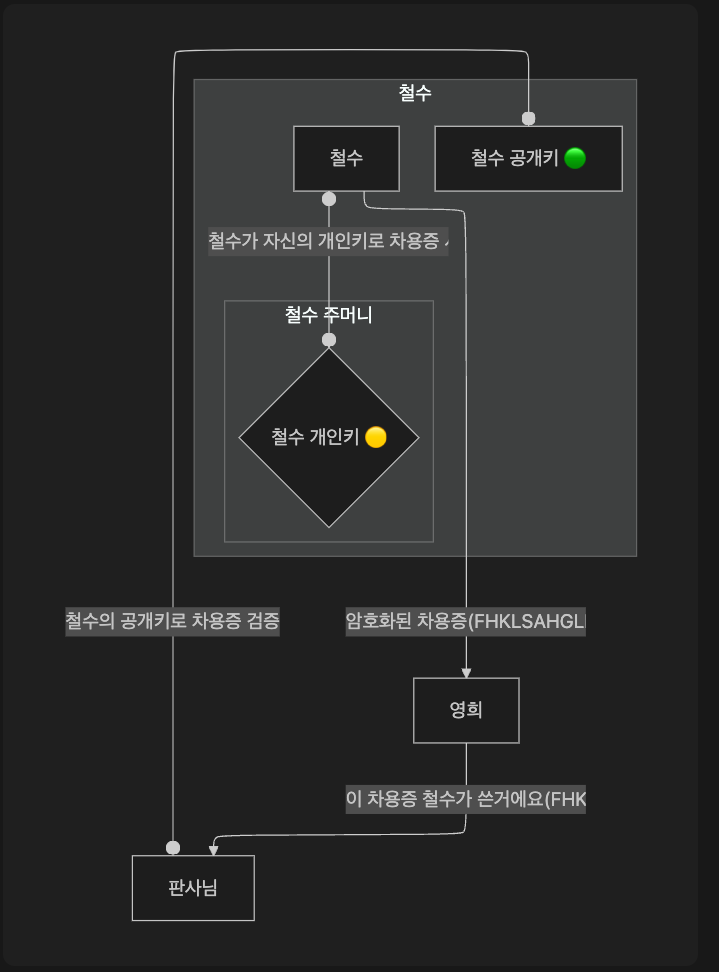 철수
철수
철수 공개키
철수가 자신의 개인키로 차용증
철수 주머니
철수 개인키
철수의 공개키로 차용증 검증
암호화된 차용증(FHKLSAHGL
영희
이 차용증 철수가 쓴거에요(FHK
판사님